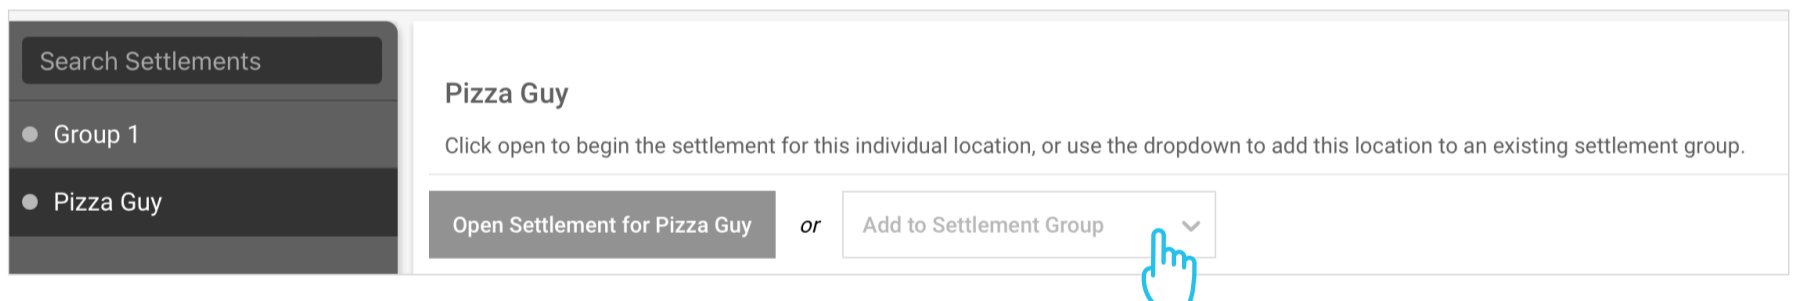 Search Settlements
Group 1
Pizza Guy
Pizza Guy
Click open to begin the settlement for this individual location, or use the dropdown to add this location to an existing settlement group.
Open Settlement for Pizza Guy or Add to Settlement Group